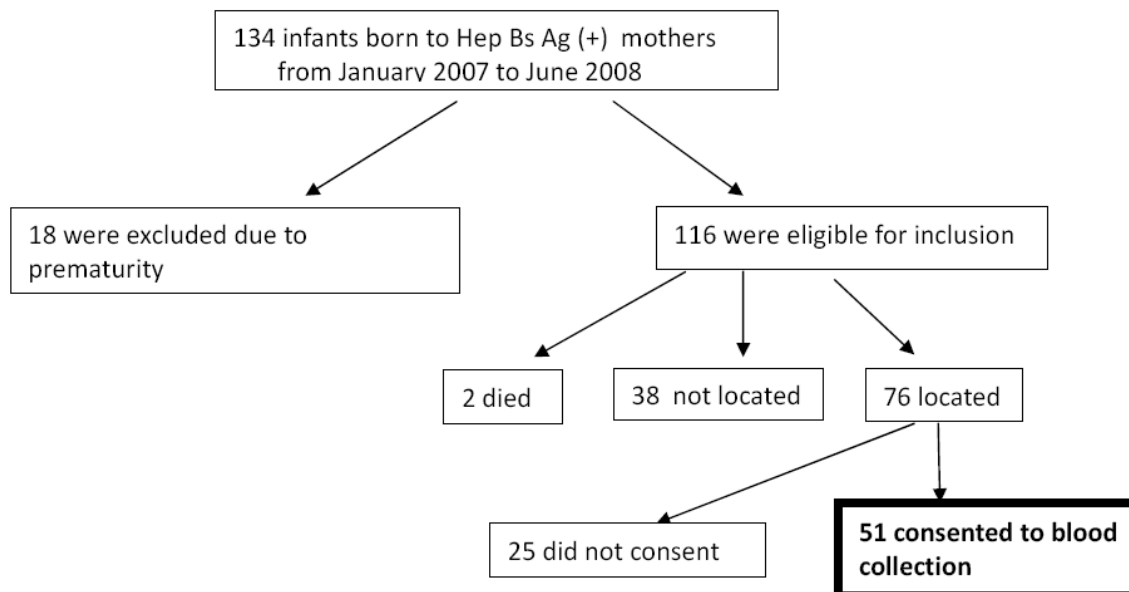 134 infants born to Hep Bs Ag (+) mothers
from January 2007 to June 2008
18 were excluded due to
prematurity
116 were eligible for inclusion
2 died
38 not located
76 located
25 did not consent
51 consented to blood
collection